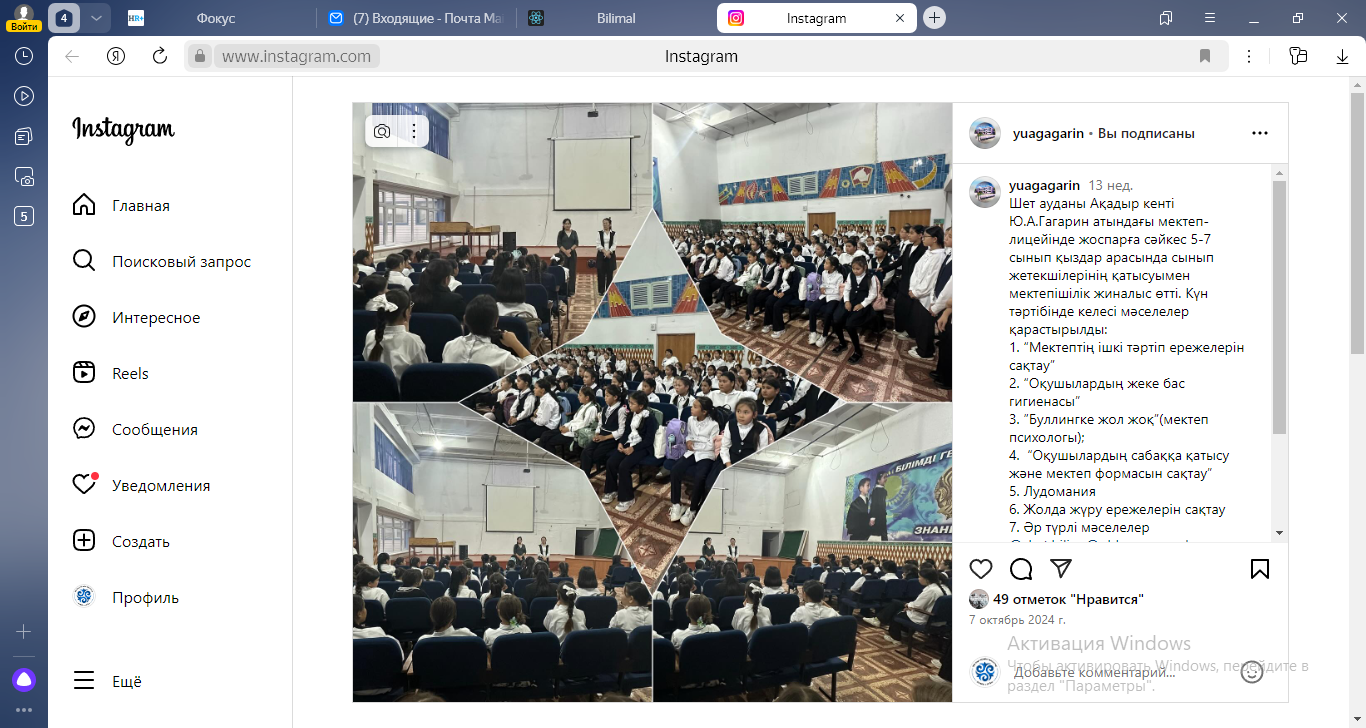 Войти
4
HR+
Фокус
(7) Входящие - Почта Ма
Bilimal
Instagram
www.instagram.com
Instagram
5
Instagram
Главная
Поисковый запрос
Интересное
Reels
Сообщения
Уведомления
Создать
Профиль
Ещё
БІЛІМДІ
ЗНАНИ
yuagagarin • Вы подписаны
yuagagarin 13 нед.
Шет ауданы Ақадыр кенті
Ю.А.Гагарин атындағы мектеп-
лицейінде жоспарға сәйкес 5-7
сынып қыздар арасында сынып
жетекшілерінің қатысуымен
мектепішілік жиналыс өтті. Күн
тәртібінде келесі мәселелер
қарастырылды:
1. “Мектептің ішкі тәртіп ережелерін
сақтау”
2. “Оқушылардың жеке бас
гигиенасы”
3. “Буллингке жол жоқ”(мектеп
психологы);
4. “Оқушылардың сабаққа қатысу
және мектеп формасын сақтау”
5. Лудомания
6. Жолда жүру ережелерін сақтау
7. Әр түрлі мәселелер
49 отметок "Нравится"
7 октябрь 2024 г.
Добавьте комментарий...
Активация Windows
Чтобы активировать Windows, перейдите в
раздел "Параметры".